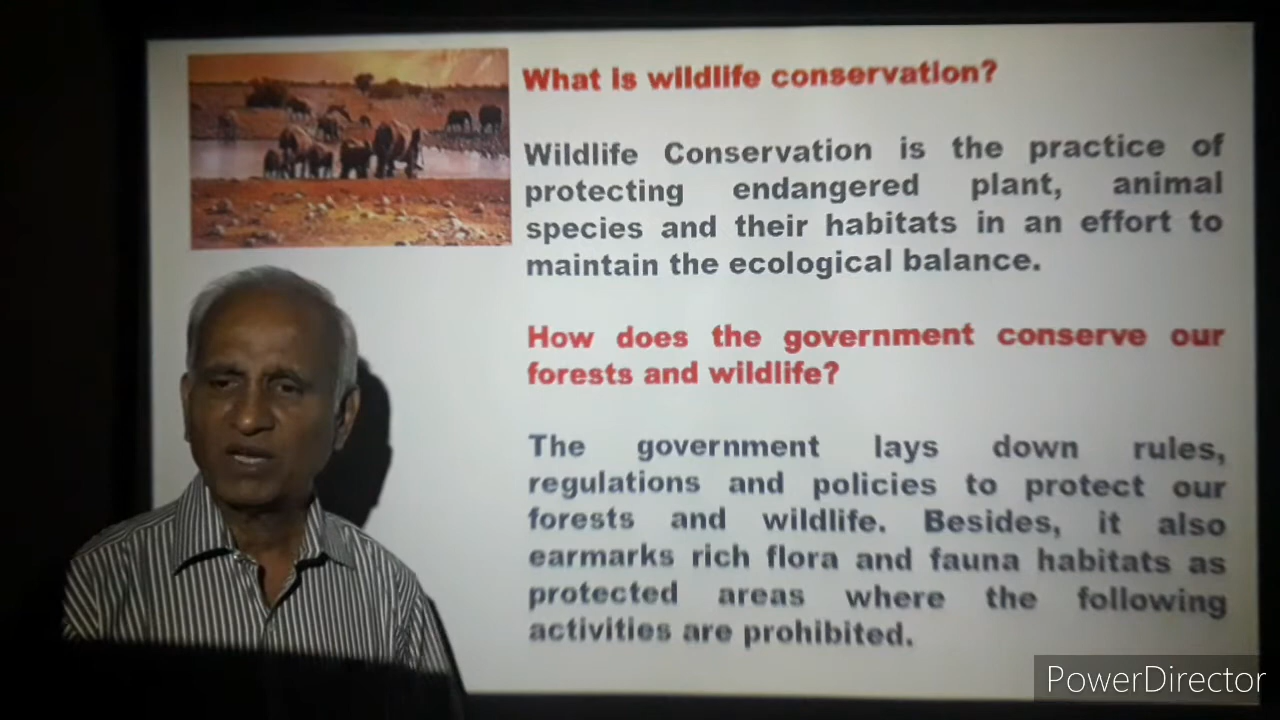 What is wildlife conservation?
Wildlife Conservation is the practice of
protecting endangered plant, animal
species and their habitats in an effort to
maintain the ecological balance.
How does the government conserve our
forests and wildlife?
The government lays down rules,
regulations and policies to protect our
forests and wildlife. Besides, it also
earmarks rich flora and fauna habitats as
protected areas where the following
activities are prohibited.
PowerDirector